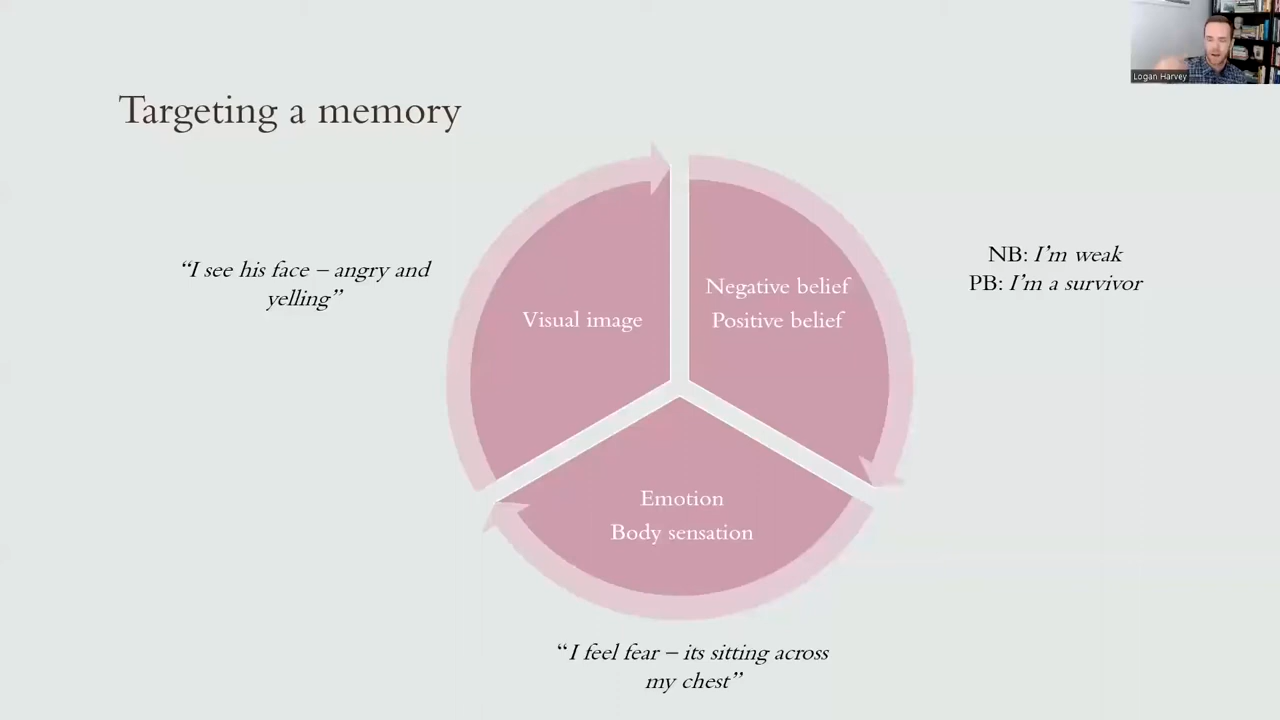 Logan Harvey
Targeting a memory
“I see his face – angry and
yelling”
Visual image
Negative belief
Positive belief
NB: I’m weak
PB: I’m a survivor
Emotion
Body sensation
“I feel fear – its sitting across
my chest”